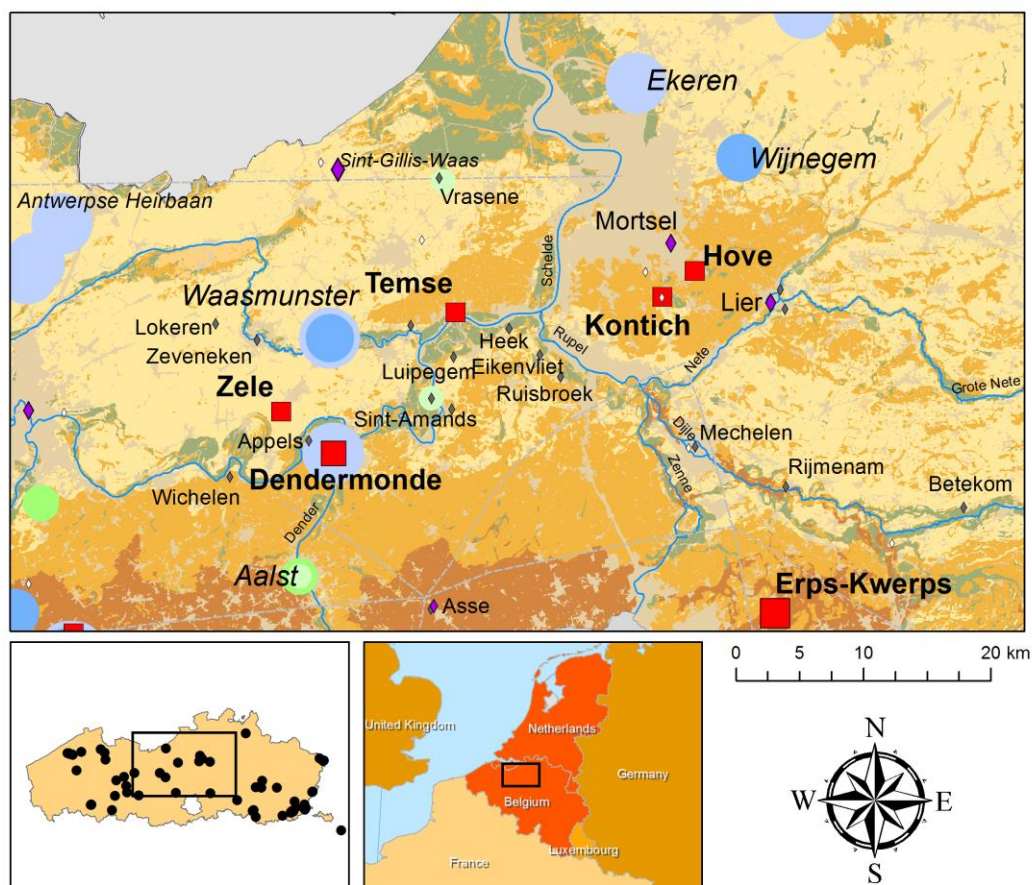 Ekeren
Sint-Gillis-Waas
Wijnegem
Antwerpse Heirbaan
Vrasene
Mortsel
Schelde
Hove
Temse
Waasmunster
Lier
Kontich
Lokeren
Heek
Rupel
Zeveneken
Nete
Eikenvliet
Luipegem
Ruisbroek
Zele
Grote Nete
Sint-Amands
Appels
Dijle
Mechelen
Zenne
Dendermonde
Rijmenam
Wichelen
Betekom
Dender
Aalst
Erps-Kwerps
Asse
0 5 10 20 km
United Kingdom
Netherlands
Germany
Belgium
Luxembourg
France
N
W E
S